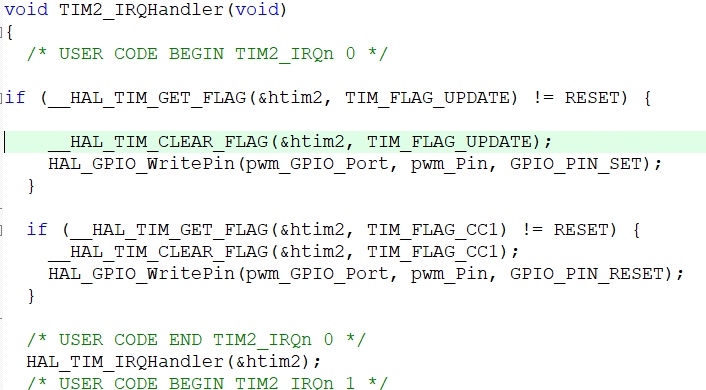 void TIM2_IRQHandler(void)
{
/* USER CODE BEGIN TIM2_IRQn 0 */
if (__HAL_TIM_GET_FLAG(&htim2, TIM_FLAG_UPDATE) != RESET) {
__HAL_TIM_CLEAR_FLAG(&htim2, TIM_FLAG_UPDATE);
HAL_GPIO_WritePin(pwm_GPIO_Port, pwm_Pin, GPIO_PIN_SET);
}
if (__HAL_TIM_GET_FLAG(&htim2, TIM_FLAG_CC1) != RESET) {
__HAL_TIM_CLEAR_FLAG(&htim2, TIM_FLAG_CC1);
HAL_GPIO_WritePin(pwm_GPIO_Port, pwm_Pin, GPIO_PIN_RESET);
}
/* USER CODE END TIM2_IRQn 0 */
HAL_TIM_IRQHandler(&htim2);
/* USER CODE BEGIN TIM2_IRQn 1 */